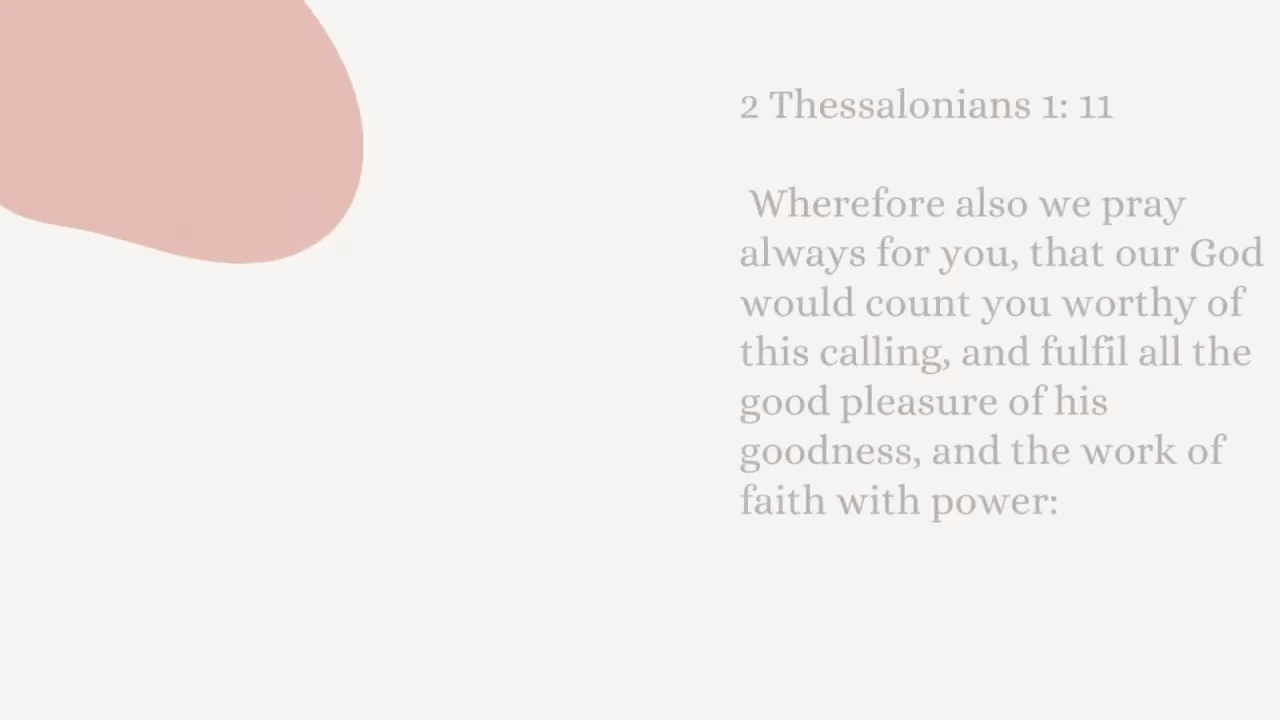 2 Thessalonians 1: 11
Wherefore also we pray
always for you, that our God
would count you worthy of
this calling, and fulfil all the
good pleasure of his
goodness, and the work of
faith with power: